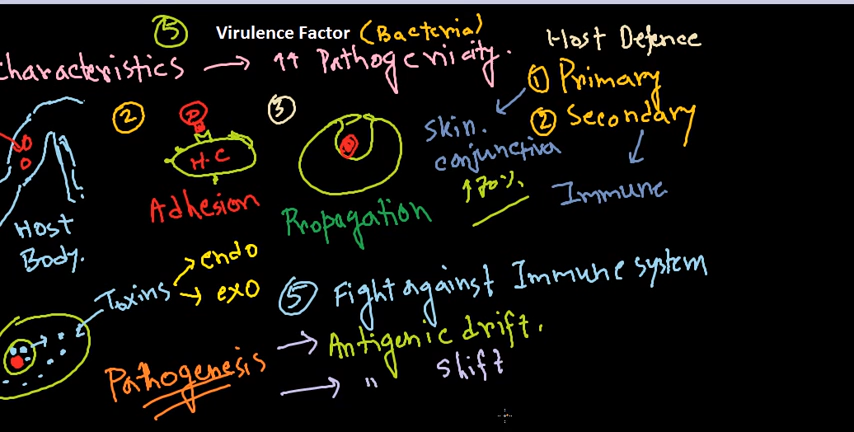 5 Virulence Factor (Bacteria)
characteristics → ↑↑ Pathogenicity.
Host Defence
① Primary
② Secondary
skin.
conjunctiva
↑70%
Immune
②
P
H.C
Adhesion
③
Propagation
Host
Body.
Toxins → endo
→ exo
⑤ Fight against Immune system
Pathogenesis
→ Antigenic drift.
→ " shift